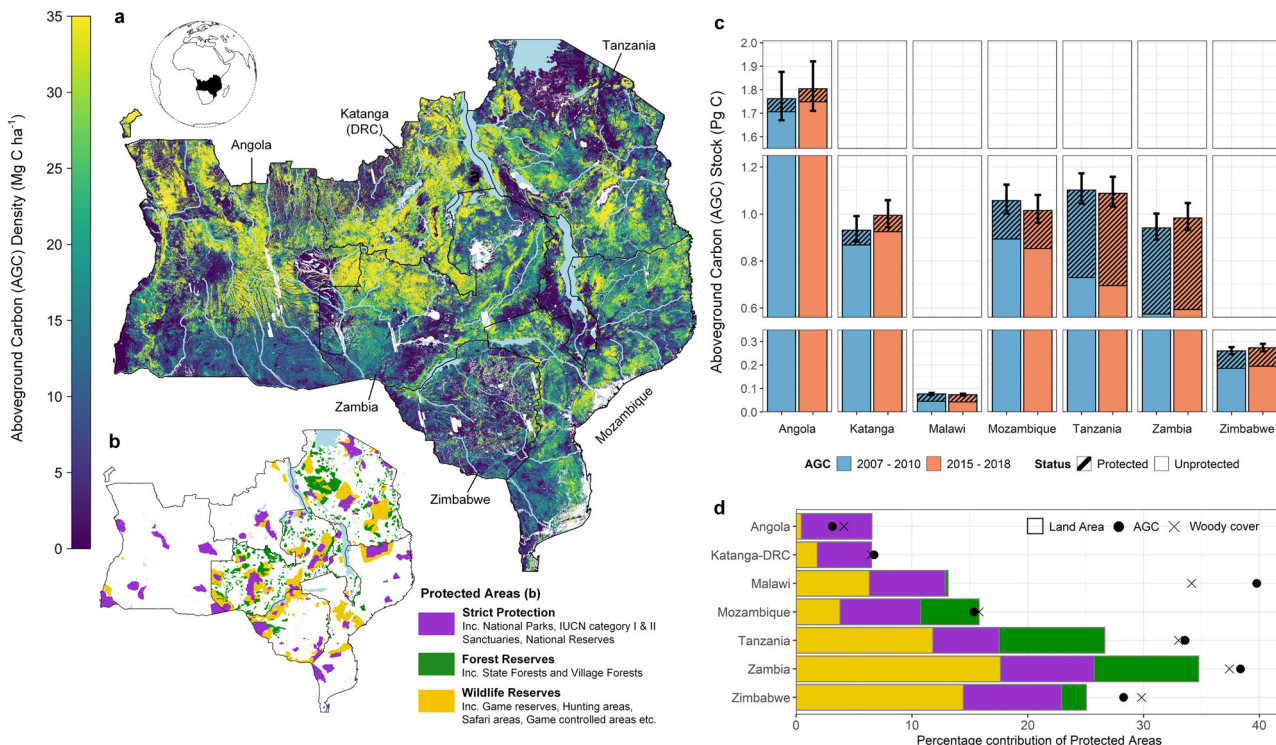 a
35
30
25
20
15
10
5
0
Aboveground Carbon (AGC) Density (Mg C ha⁻¹)
Tanzania
Katanga
(DRC)
Angola
a
Zambia
Mozambique
Zimbabwe
b
Protected Areas (b)
Strict Protection
Inc. National Parks, IUCN category I & II
Sanctuaries, National Reserves
Forest Reserves
Inc. State Forests and Village Forests
Wildlife Reserves
Inc. Game reserves, Hunting areas,
Safari areas, Game controlled areas etc.
c
Aboveground Carbon (AGC) Stock (Pg C)
2.0
1.9
1.8
1.7
1.6
1.2
1.0
0.8
0.6
0.3
0.2
0.1
0.0
Angola Katanga Malawi Mozambique Tanzania Zambia Zimbabwe
AGC 2007 - 2010 2015 - 2018 Status Protected Unprotected
d
Land Area AGC Woody cover
Angola
Katanga-DRC
Malawi
Mozambique
Tanzania
Zambia
Zimbabwe
0 10 20 30 40
Percentage contribution of Protected Areas